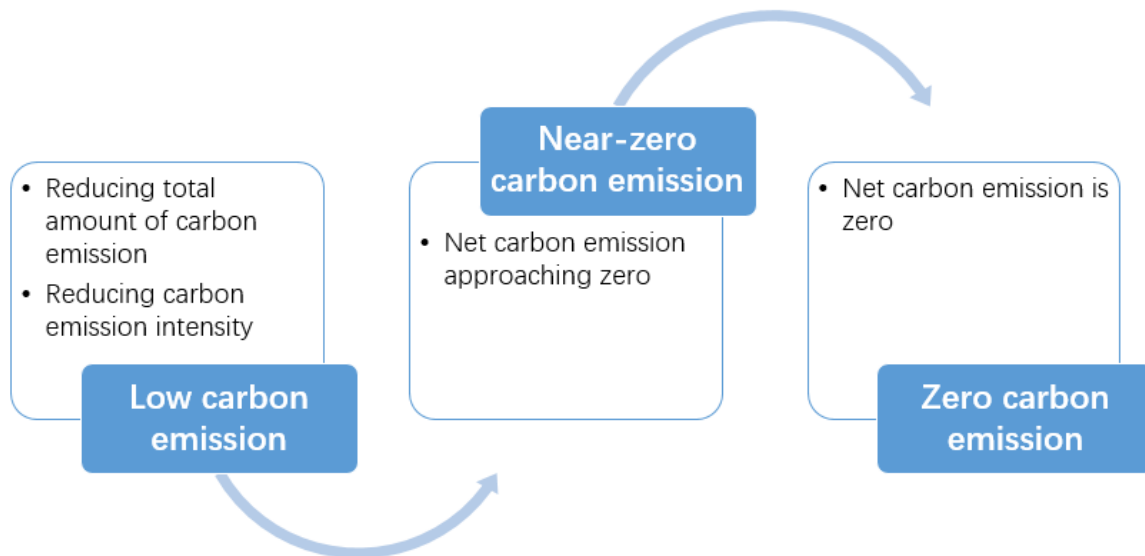 • Reducing total
amount of carbon
emission
• Reducing carbon
emission intensity
Low carbon
emission
Near-zero
carbon emission
• Net carbon emission
approaching zero
• Net carbon emission is
zero
Zero carbon
emission